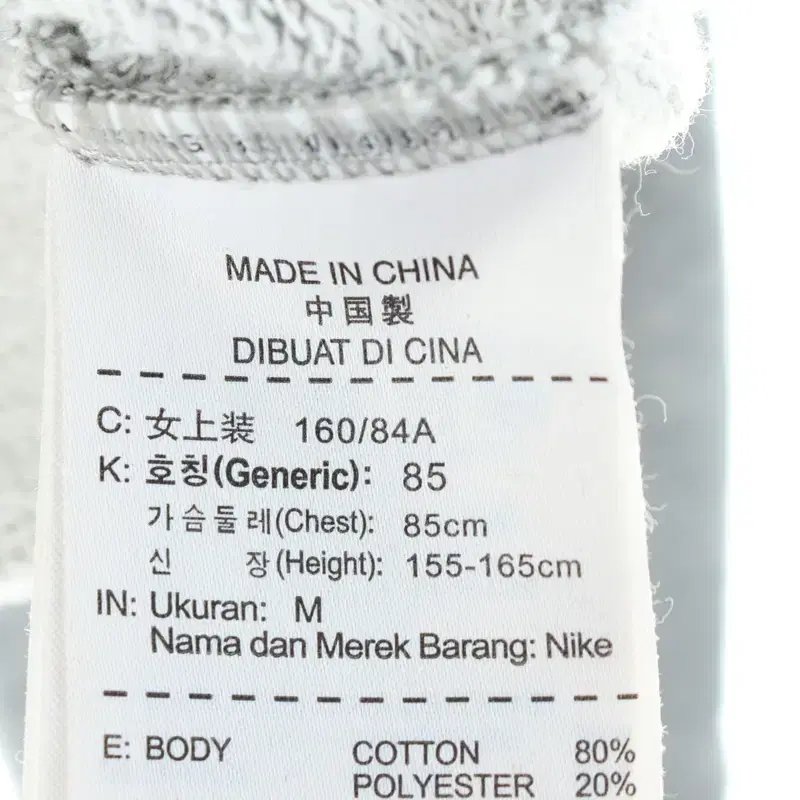 MADE IN CHINA
中国製
DIBUAT DI CINA
C: 女上装 160/84A
K: 호칭(Generic): 85
가슴둘레(Chest): 85cm
신 장(Height): 155-165cm
IN: Ukuran: M
Nama dan Merek Barang: Nike
E: BODY COTTON 80%
POLYESTER 20%